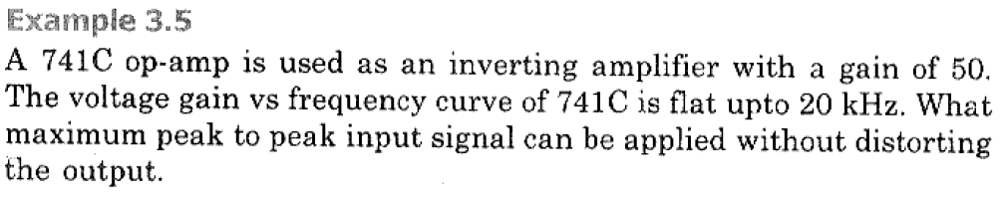 Example 3.5
A 741C op-amp is used as an inverting amplifier with a gain of 50.
The voltage gain vs frequency curve of 741C is flat upto 20 kHz. What
maximum peak to peak input signal can be applied without distorting
the output.